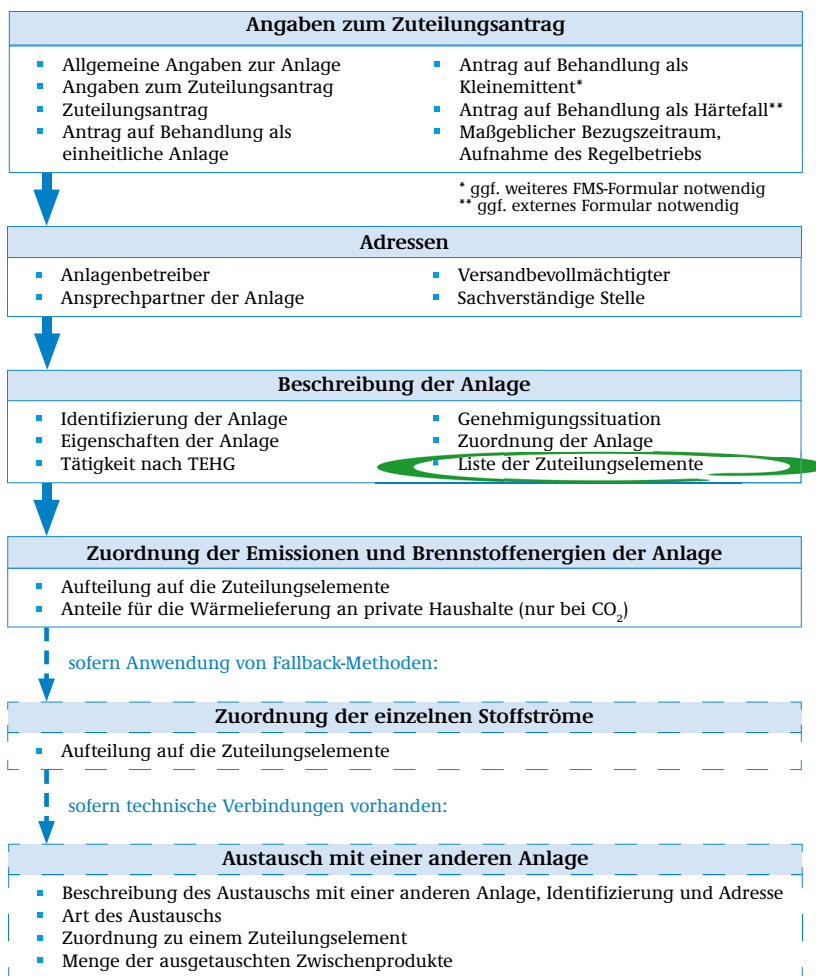 Angaben zum Zuteilungsantrag
▪ Allgemeine Angaben zur Anlage
▪ Angaben zum Zuteilungsantrag
▪ Zuteilungsantrag
▪ Antrag auf Behandlung als
einheitliche Anlage
▪ Antrag auf Behandlung als
Kleinemittent*
▪ Antrag auf Behandlung als Härtefall**
▪ Maßgeblicher Bezugszeitraum,
Aufnahme des Regelbetriebs
* ggf. weiteres FMS-Formular notwendig
** ggf. externes Formular notwendig
Adressen
▪ Anlagenbetreiber
▪ Ansprechpartner der Anlage
▪ Versandbevollmächtigter
▪ Sachverständige Stelle
Beschreibung der Anlage
▪ Identifizierung der Anlage
▪ Eigenschaften der Anlage
▪ Tätigkeit nach TEHG
▪ Genehmigungssituation
▪ Zuordnung der Anlage
▪ Liste der Zuteilungselemente
Zuordnung der Emissionen und Brennstoffenergien der Anlage
▪ Aufteilung auf die Zuteilungselemente
▪ Anteile für die Wärmelieferung an private Haushalte (nur bei CO₂)
sofern Anwendung von Fallback-Methoden:
Zuordnung der einzelnen Stoffströme
▪ Aufteilung auf die Zuteilungselemente
sofern technische Verbindungen vorhanden:
Austausch mit einer anderen Anlage
▪ Beschreibung des Austauschs mit einer anderen Anlage, Identifizierung und Adresse
▪ Art des Austauschs
▪ Zuordnung zu einem Zuteilungselement
▪ Menge der ausgetauschten Zwischenprodukte